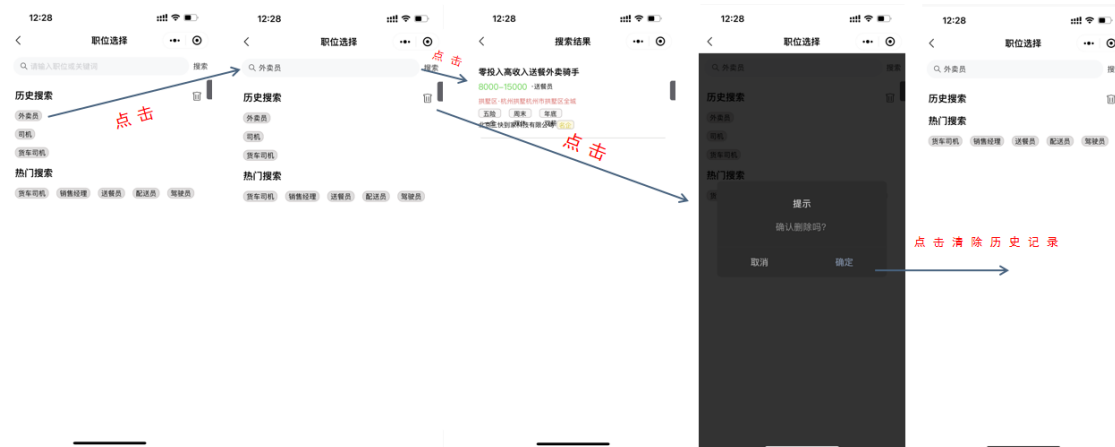 12:28
职位选择
请输入职位或关键词
搜索
历史搜索
外卖员
司机
货车司机
热门搜索
货车司机 销售经理 送餐员 配送员 驾驶员
点击
12:28
职位选择
外卖员
搜索
历史搜索
外卖员
司机
货车司机
热门搜索
货车司机 销售经理 送餐员 配送员 驾驶员
点击
12:28
搜索结果
零投入高收入送餐外卖骑手
8000-15000 ·送餐员
拱墅区·杭州拱墅杭州市拱墅区全城
五险 周末 年底
点击
12:28
职位选择
外卖员
搜索
历史搜索
外卖员
司机
货车司机
热门搜索
提示
确认删除吗?
取消 确定
点击清除历史记录
12:28
职位选择
外卖员
历史搜索
热门搜索
货车司机 销售经理 送餐员 配送员 驾驶员